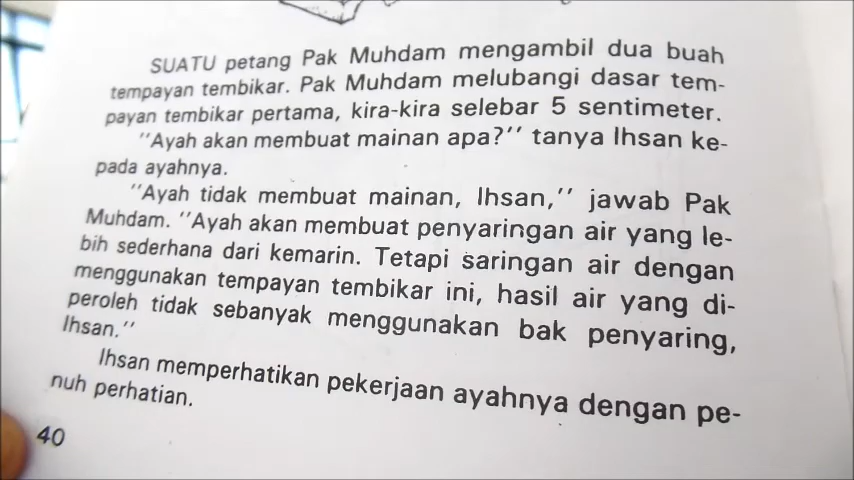 SUATU petang Pak Muhdam mengambil dua buah
tempayan tembikar. Pak Muhdam melubangi dasar tem-
payan tembikar pertama, kira-kira selebar 5 sentimeter.
''Ayah akan membuat mainan apa?'' tanya Ihsan ke-
pada ayahnya.
''Ayah tidak membuat mainan, Ihsan,'' jawab Pak
Muhdam. ''Ayah akan membuat penyaringan air yang le-
bih sederhana dari kemarin. Tetapi saringan air dengan
menggunakan tempayan tembikar ini, hasil air yang di-
peroleh tidak sebanyak menggunakan bak penyaring,
Ihsan.''
Ihsan memperhatikan pekerjaan ayahnya dengan pe-
nuh perhatian.
40